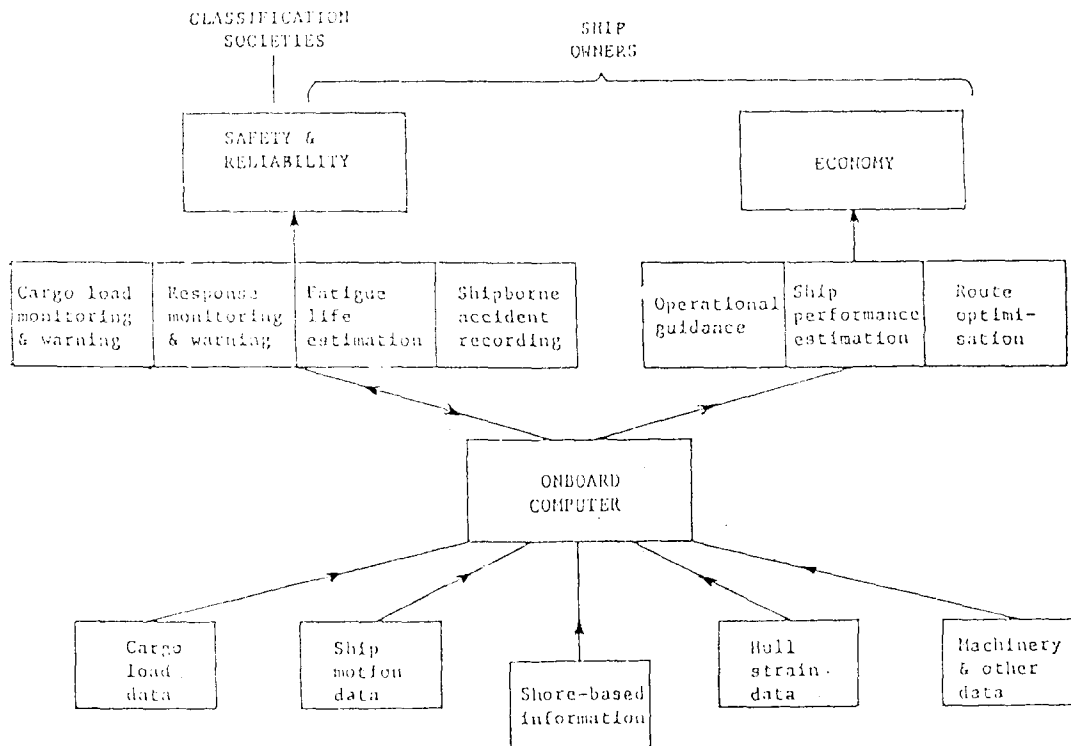 CLASSIFICATION
SOCIETIES
SHIP
OWNERS
SAFETY &
RELIABILITY
ECONOMY
Cargo load
monitoring
& warning
Response
monitoring
& warning
Fatigue
life
estimation
Shipborne
accident
recording
Operational
guidance
Ship
performance
estimation
Route
optimi-
sation
ONBOARD
COMPUTER
Cargo
load
data
Ship
motion
data
Shore-based
information
Hull
strain
data
Machinery
& other
data